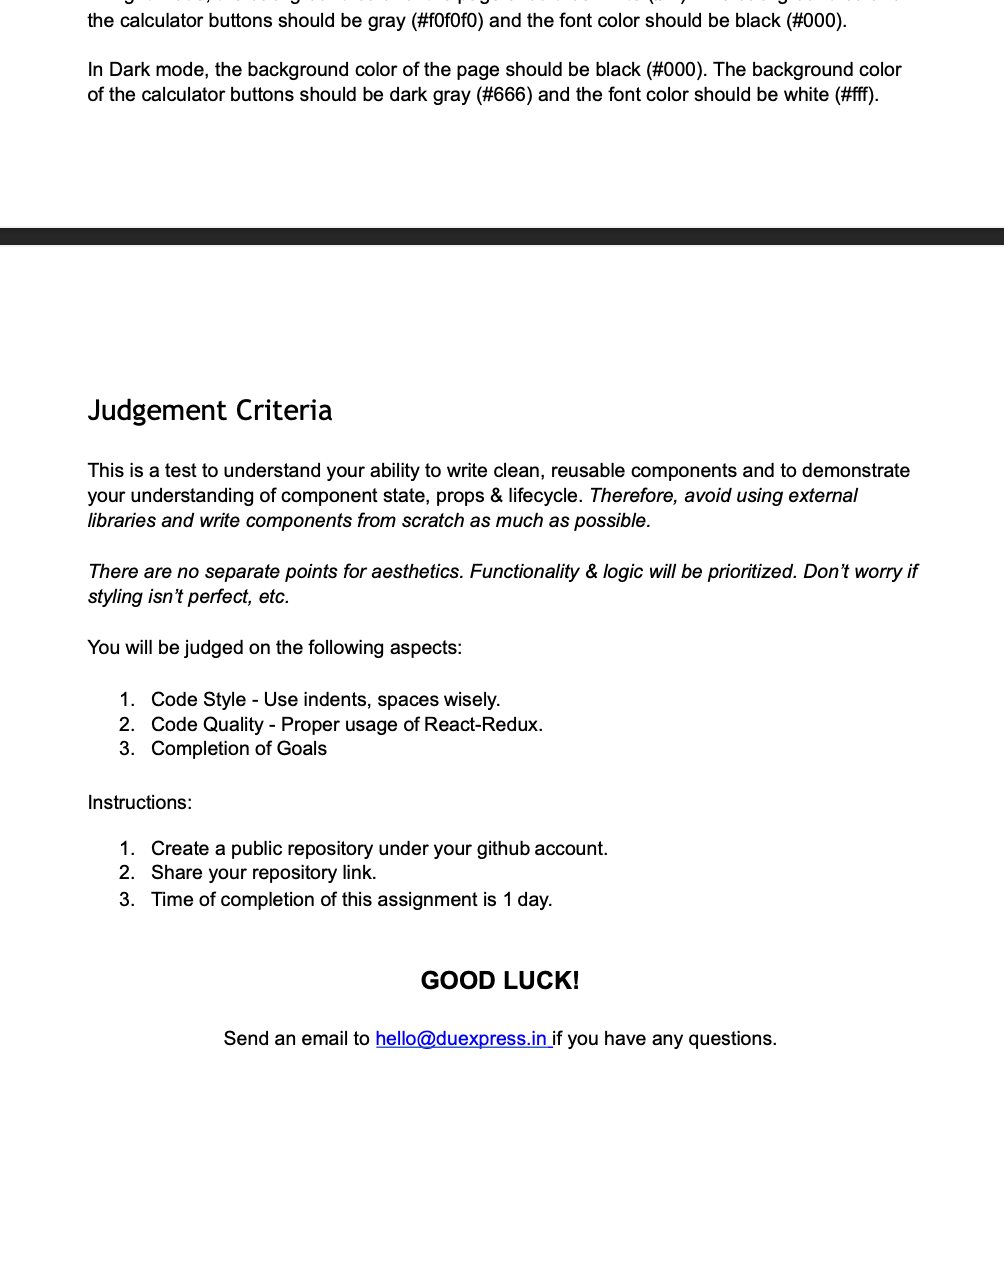 the calculator buttons should be gray (#f0f0f0) and the font color should be black (#000).
In Dark mode, the background color of the page should be black (#000). The background color
of the calculator buttons should be dark gray (#666) and the font color should be white (#fff).
Judgement Criteria
This is a test to understand your ability to write clean, reusable components and to demonstrate
your understanding of component state, props & lifecycle. Therefore, avoid using external
libraries and write components from scratch as much as possible.
There are no separate points for aesthetics. Functionality & logic will be prioritized. Don’t worry if
styling isn’t perfect, etc.
You will be judged on the following aspects:
1. Code Style - Use indents, spaces wisely.
2. Code Quality - Proper usage of React-Redux.
3. Completion of Goals
Instructions:
1. Create a public repository under your github account.
2. Share your repository link.
3. Time of completion of this assignment is 1 day.
GOOD LUCK!
Send an email to hello@duexpress.in if you have any questions.